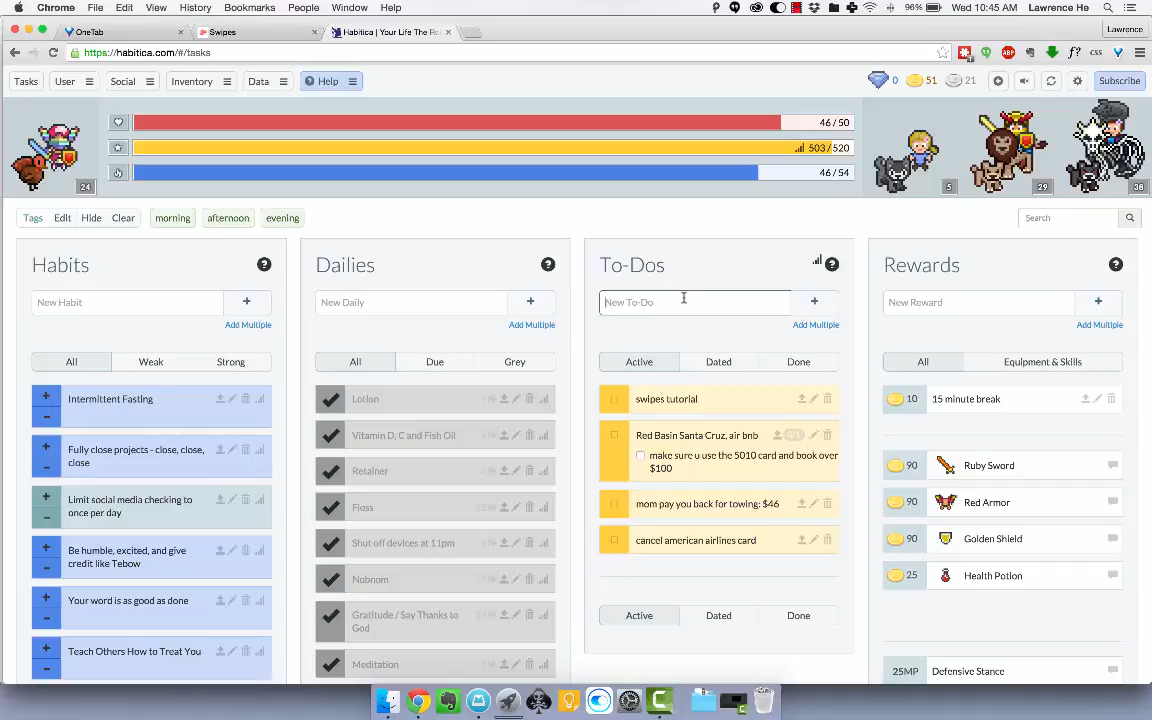 Chrome File Edit View History Bookmarks People Window Help 96% Wed 10:45 AM Lawrence He
OneTab Swipes Habitica | Your Life The Rol Lawrence
https://habitica.com/#/tasks ABP f? css
Tasks User Social Inventory Data Help 0 51 21 Subscribe
46 / 50
503 / 520
46 / 54
24 5 29 38
Tags Edit Hide Clear morning afternoon evening Search
Habits
New Habit
Add Multiple
All Weak Strong
Intermittent Fasting
Fully close projects - close, close,
close
Limit social media checking to
once per day
Be humble, excited, and give
credit like Tebow
Your word is as good as done
Teach Others How to Treat You
Dailies
New Daily
Add Multiple
All Due Grey
Lotion
Vitamin D, C and Fish Oil
Retainer
Floss
Shut off devices at 11pm
Nobnom
Gratitude / Say Thanks to
God
Meditation
To-Dos
New To-Do
Add Multiple
Active Dated Done
swipes tutorial
Red Basin Santa Cruz, air bnb 0/1
make sure u use the 5010 card and book over
$100
mom pay you back for towing: $46
cancel american airlines card
Active Dated Done
Rewards
New Reward
Add Multiple
All Equipment & Skills
10 15 minute break
90 Ruby Sword
90 Red Armor
90 Golden Shield
25 Health Potion
25MP Defensive Stance